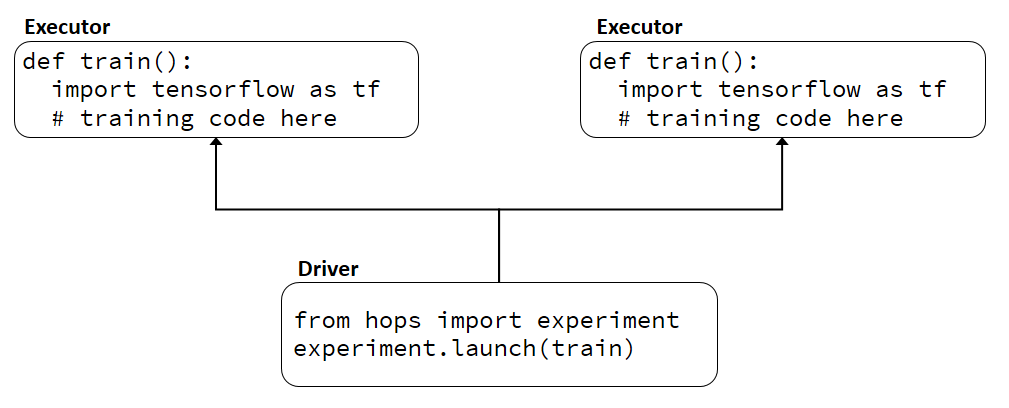 Executor
def train():
  import tensorflow as tf
  # training code here
Executor
def train():
  import tensorflow as tf
  # training code here
Driver
from hops import experiment
experiment.launch(train)